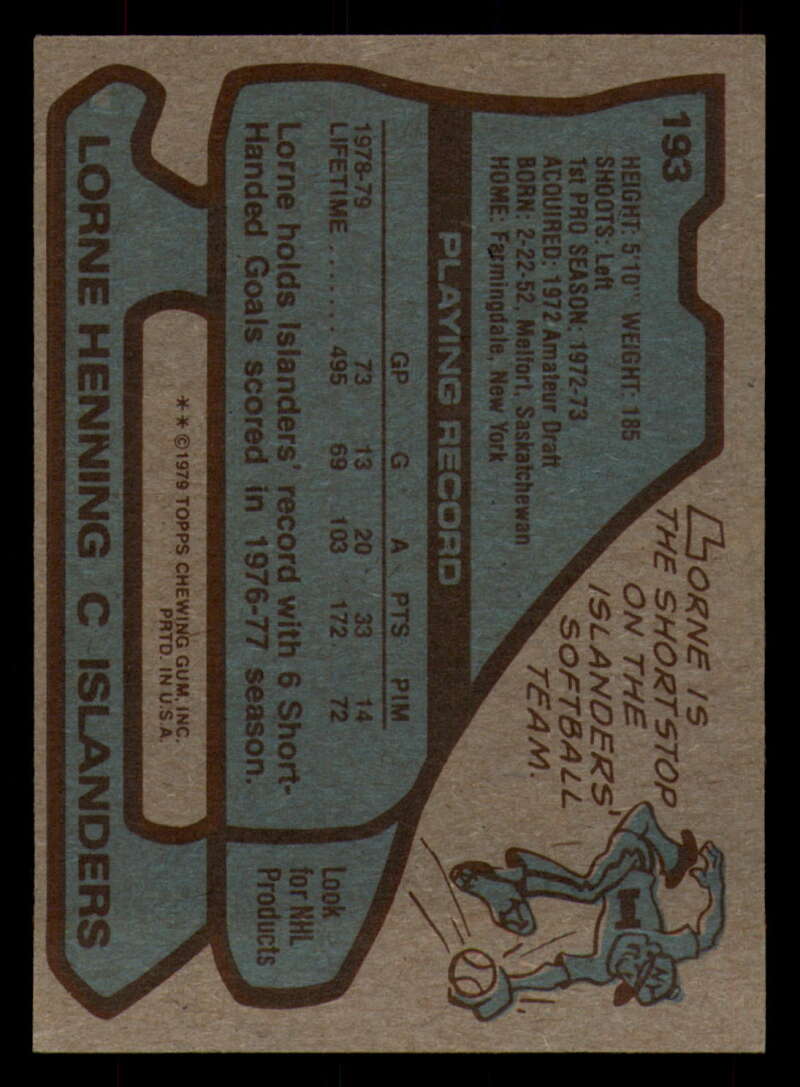 193
HEIGHT: 5'10" WEIGHT: 185
SHOOTS: Left
1st PRO SEASON: 1972-73
ACQUIRED: 1972 Amateur Draft
BORN: 2-22-52, Melfort, Saskatchewan
HOME: Farmingdale, New York
LORNE IS
THE SHORTSTOP
ON THE
ISLANDERS'
SOFTBALL
TEAM.
PLAYING RECORD
GP G A PTS PIM
1978-79 73 13 20 33 14
LIFETIME ....... 495 69 103 172 72
Lorne holds Islanders' record with 6 Short-
Handed Goals scored in 1976-77 season.
Look
for NHL
Products
**©1979 TOPPS CHEWING GUM, INC.
PRTD. IN U.S.A.
LORNE HENNING C ISLANDERS